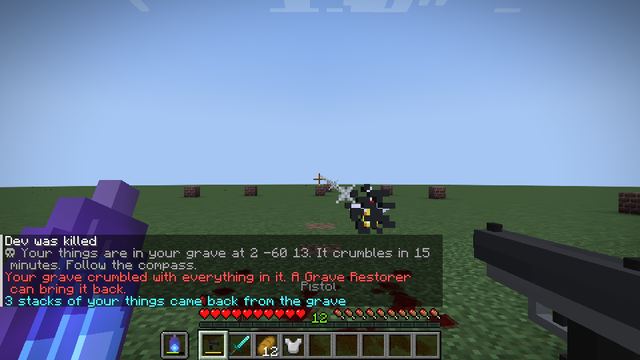 Dev was killed
☠ Your things are in your grave at 2 -60 13. It crumbles in 15
minutes. Follow the compass.
Your grave crumbled with everything in it. A Grave Restorer
can bring it back.
Pistol
3 stacks of your things came back from the grave
12
12